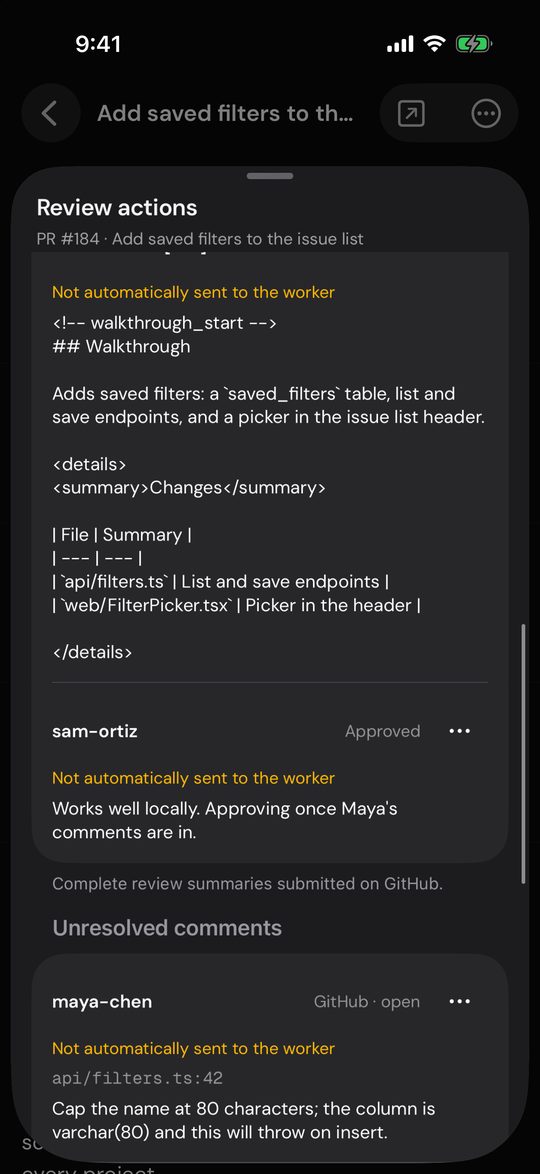 9:41
Add saved filters to th...
Review actions
PR #184 · Add saved filters to the issue list
Not automatically sent to the worker
<!-- walkthrough_start -->
## Walkthrough
Adds saved filters: a `saved_filters` table, list and
save endpoints, and a picker in the issue list header.
<details>
<summary>Changes</summary>
| File | Summary |
| --- | --- |
| `api/filters.ts` | List and save endpoints |
| `web/FilterPicker.tsx` | Picker in the header |
</details>
sam-ortiz Approved
Not automatically sent to the worker
Works well locally. Approving once Maya's
comments are in.
Complete review summaries submitted on GitHub.
Unresolved comments
maya-chen GitHub · open
Not automatically sent to the worker
api/filters.ts:42
Cap the name at 80 characters; the column is
varchar(80) and this will throw on insert.
every project